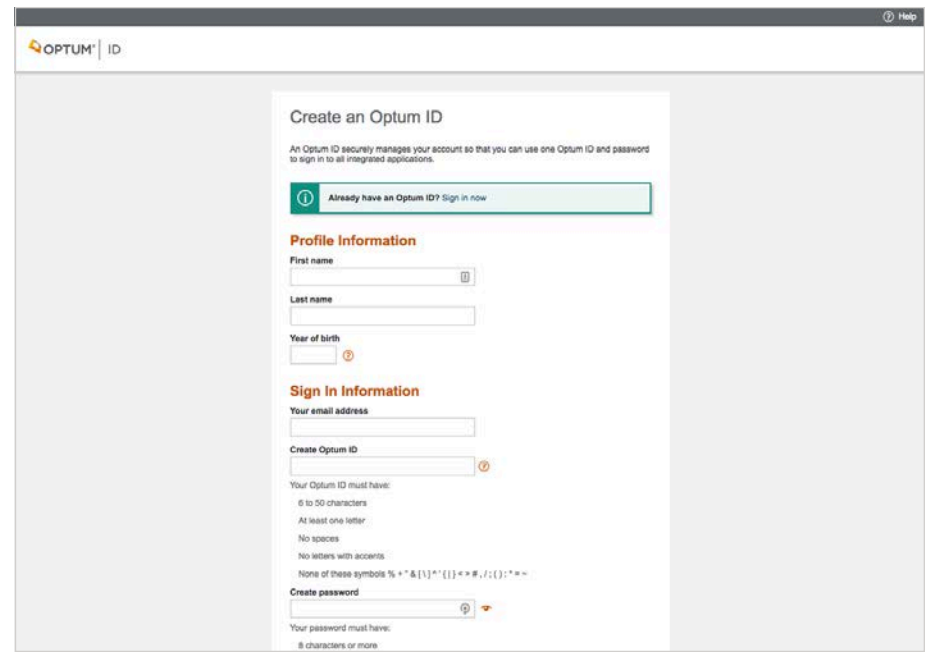 Help
OPTUM® ID
Create an Optum ID
An Optum ID securely manages your account so that you can use one Optum ID and password
to sign in to all integrated applications.
Already have an Optum ID? Sign in now
Profile Information
First name
Last name
Year of birth
Sign In Information
Your email address
Create Optum ID
Your Optum ID must have:
6 to 50 characters
At least one letter
No spaces
No letters with accents
None of these symbols % + " & [ \ ] ^ ' { | } < > # , / ; ( ) : * = ~
Create password
Your password must have:
8 characters or more